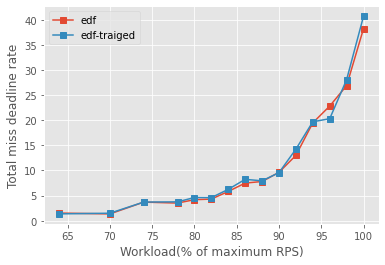 edf
edf-traiged
Total miss deadline rate
40
35
30
25
20
15
10
5
0
65 70 75 80 85 90 95 100
Workload(% of maximum RPS)